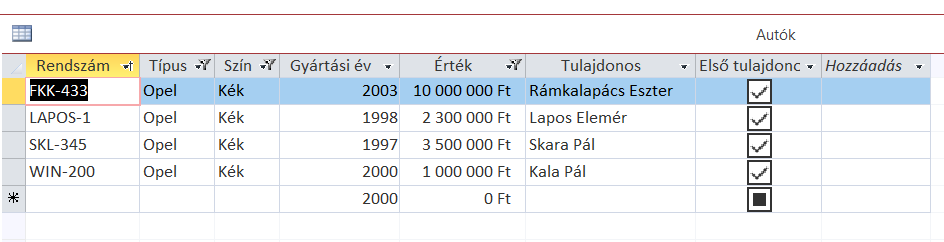 Autók
Rendszám Típus Szín Gyártási év Érték Tulajdonos Első tulajdono Hozzáadás
FKK-433 Opel Kék 2003 10 000 000 Ft Rámkalapács Eszter
LAPOS-1 Opel Kék 1998 2 300 000 Ft Lapos Elemér
SKL-345 Opel Kék 1997 3 500 000 Ft Skara Pál
WIN-200 Opel Kék 2000 1 000 000 Ft Kala Pál
2000 0 Ft